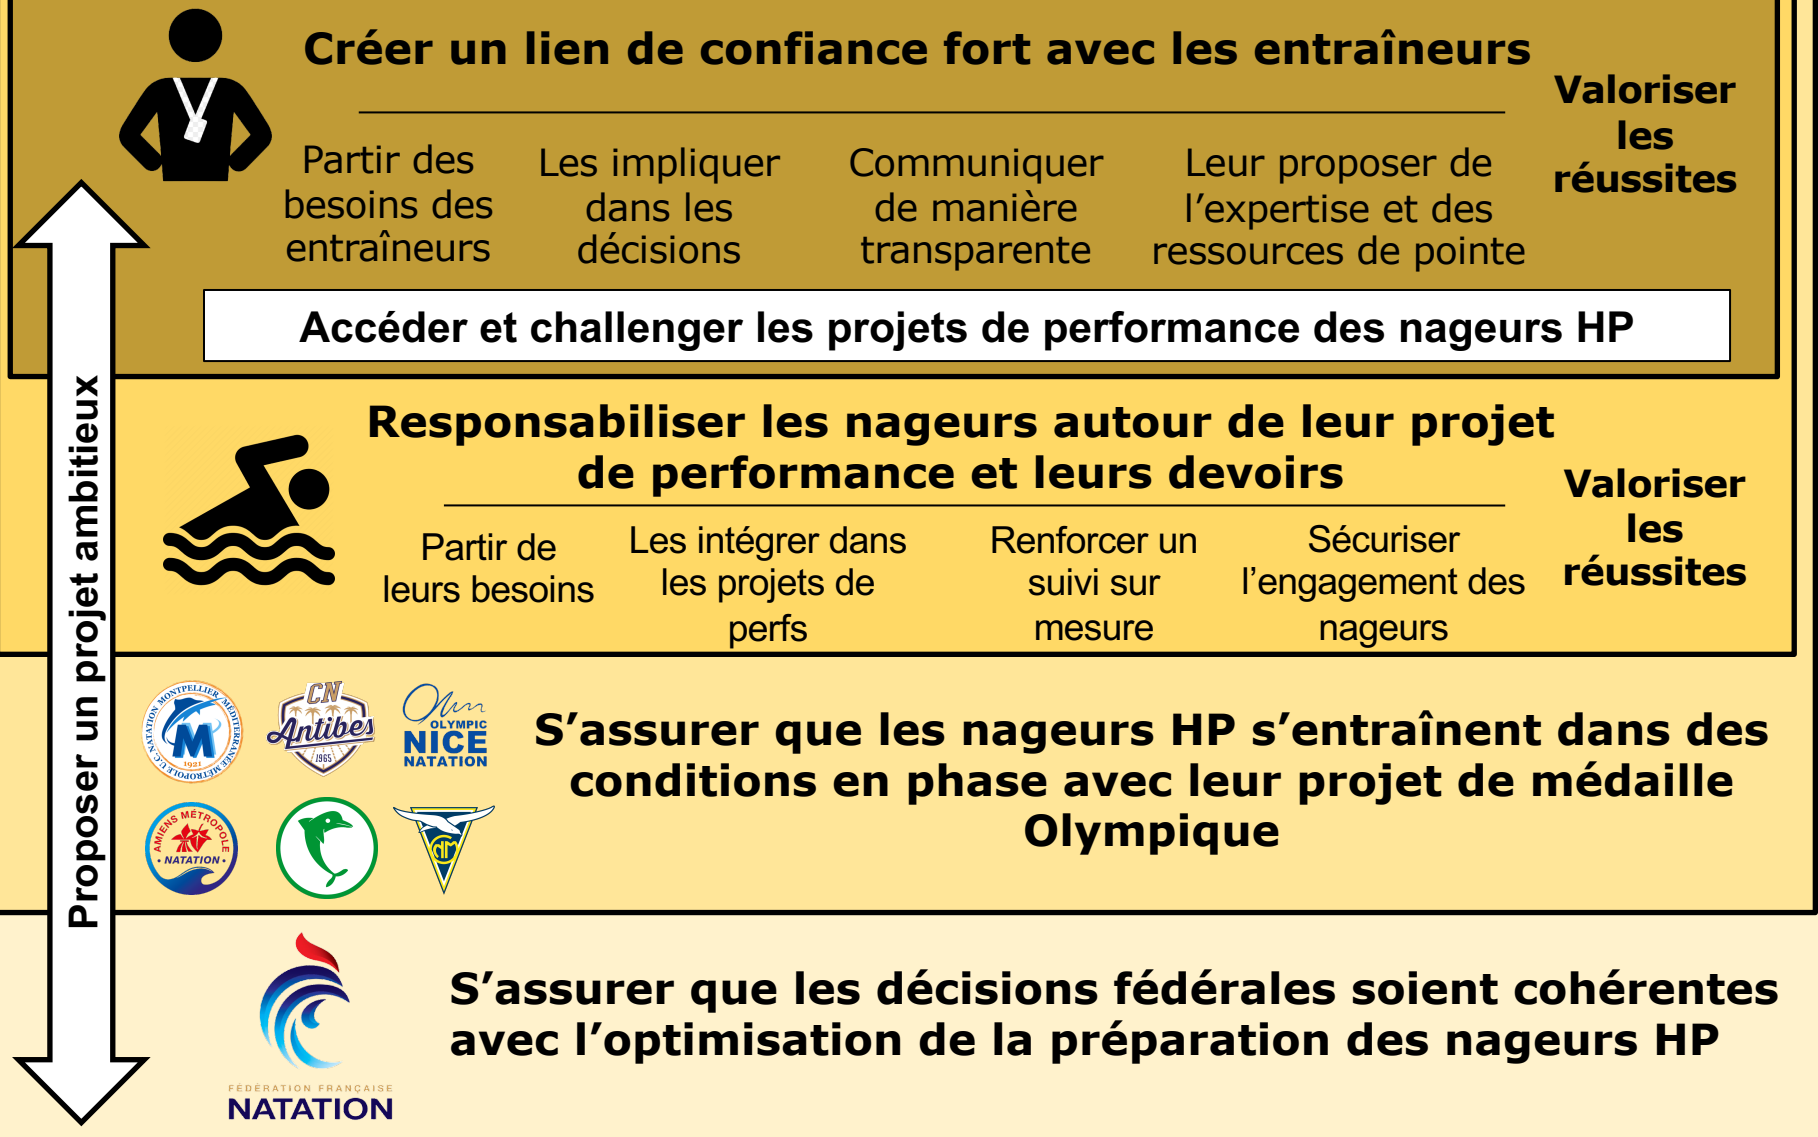 Créer un lien de confiance fort avec les entraîneurs
Valoriser
les
réussites
Partir des
besoins des
entraîneurs
Les impliquer
dans les
décisions
Communiquer
de manière
transparente
Leur proposer de
l’expertise et des
ressources de pointe
Accéder et challenger les projets de performance des nageurs HP
Proposer un projet ambitieux
Responsabiliser les nageurs autour de leur projet
de performance et leurs devoirs
Valoriser
les
réussites
Partir de
leurs besoins
Les intégrer dans
les projets de
perfs
Renforcer un
suivi sur
mesure
Sécuriser
l’engagement des
nageurs
MONTPELLIER MÉDITERRANÉE MÉTROPOLE U.C. NATATION
M
1921
CN
Antibes
1965
OLYMPIC
NICE
NATATION
AMIENS MÉTROPOLE
• NATATION •
S’assurer que les nageurs HP s’entraînent dans des
conditions en phase avec leur projet de médaille
Olympique
FÉDÉRATION FRANÇAISE
NATATION
S’assurer que les décisions fédérales soient cohérentes
avec l’optimisation de la préparation des nageurs HP